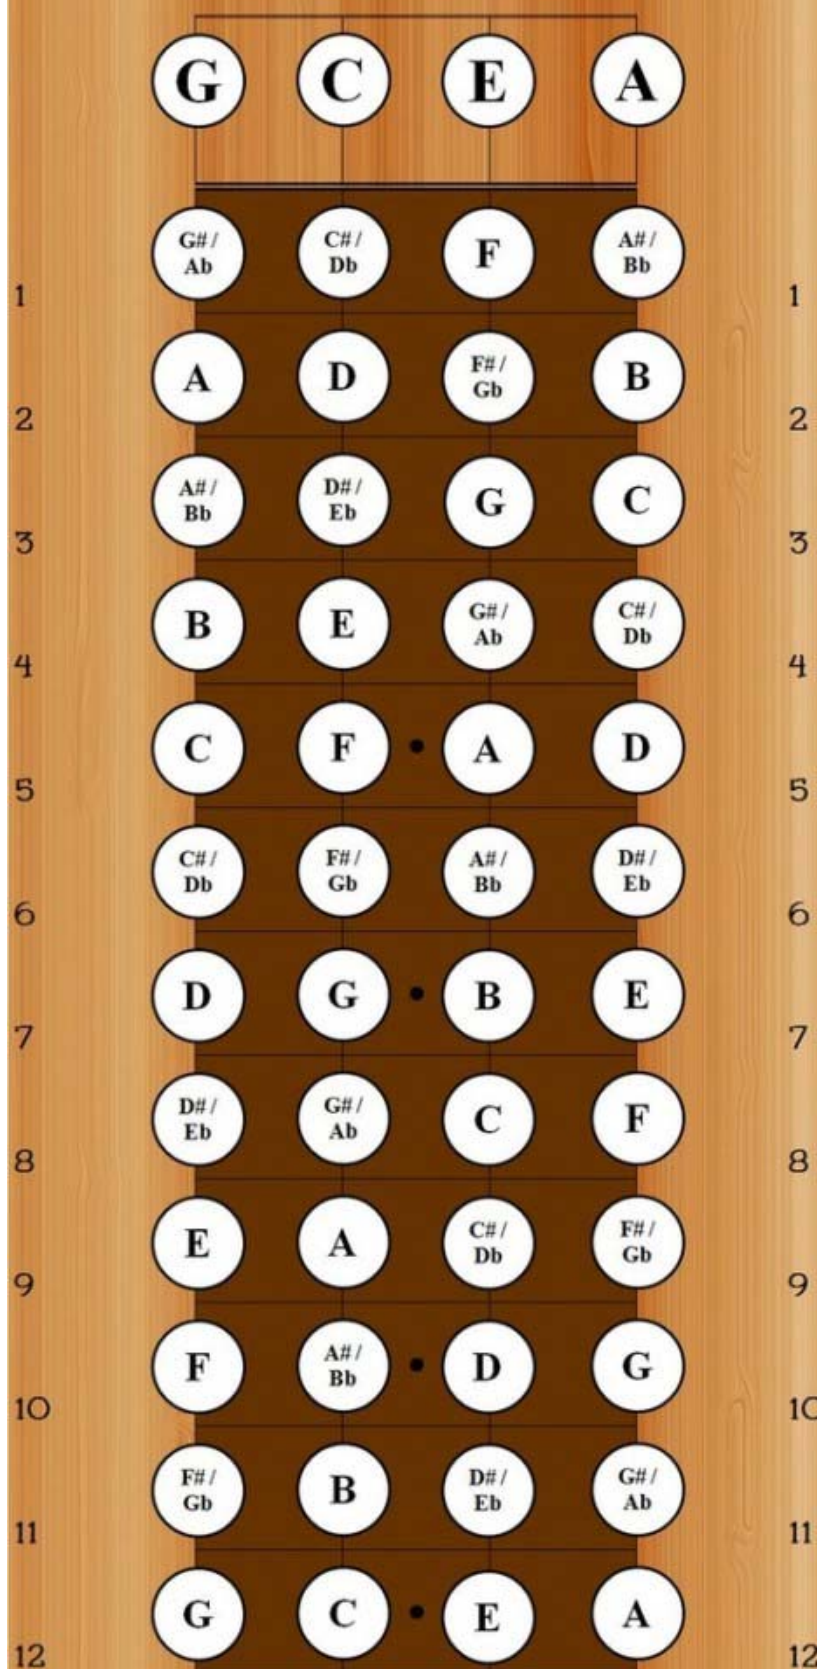 G C E A
G# / Ab C# / Db F A# / Bb
1 1
A D F# / Gb B
2 2
A# / Bb D# / Eb G C
3 3
B E G# / Ab C# / Db
4 4
C F A D
5 5
C# / Db F# / Gb A# / Bb D# / Eb
6 6
D G B E
7 7
D# / Eb G# / Ab C F
8 8
E A C# / Db F# / Gb
9 9
F A# / Bb D G
10 10
F# / Gb B D# / Eb G# / Ab
11 11
G C E A
12 12